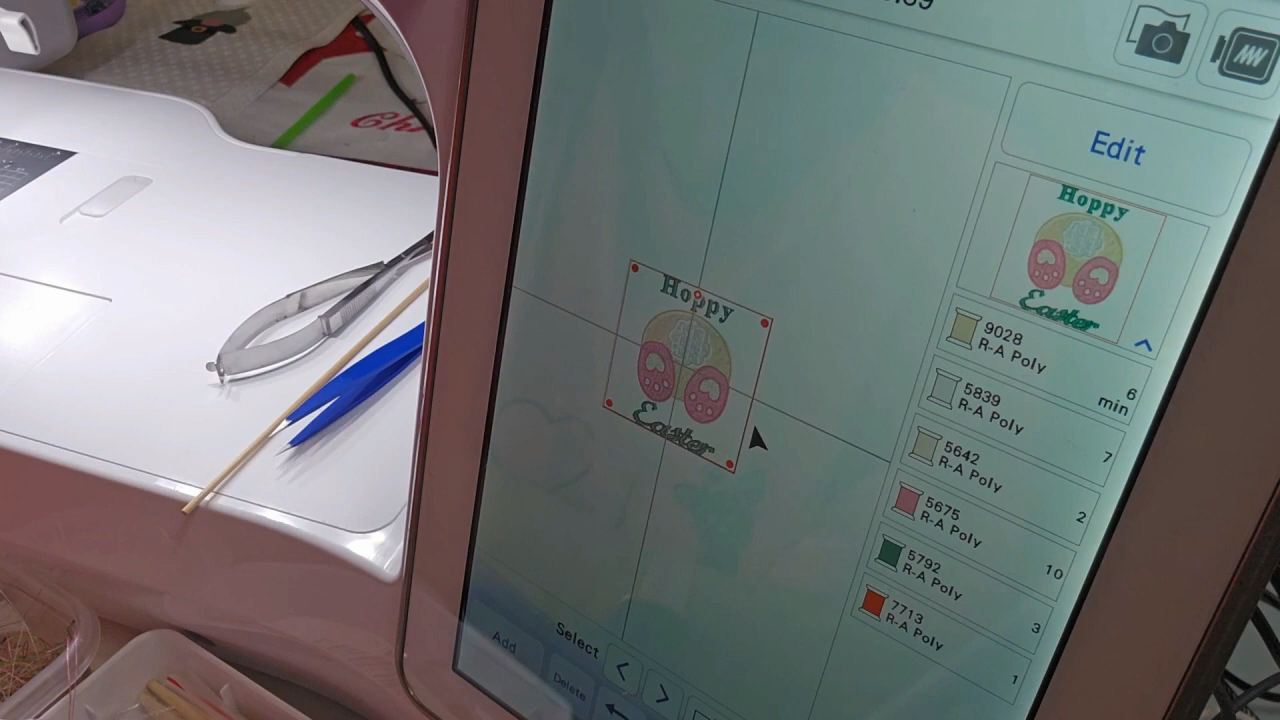 Edit
Hoppy
Easter
Hoppy
Easter
9028
R-A Poly
6
min
5839
R-A Poly
7
5642
R-A Poly
2
5675
R-A Poly
10
5792
R-A Poly
3
7713
R-A Poly
1
Select
<
>
Add
Delete